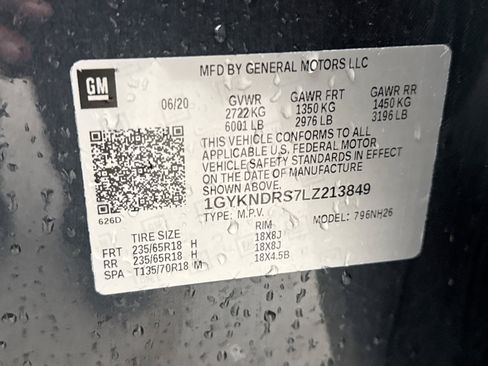 MFD BY GENERAL MOTORS LLC
GM
06/20 GVWR GAWR FRT GAWR RR
2722 KG 1350 KG 1450 KG
6001 LB 2976 LB 3196 LB
THIS VEHICLE CONFORMS TO ALL
APPLICABLE U.S. FEDERAL MOTOR
VEHICLE SAFETY STANDARDS IN EFFECT
ON THE DATE OF MANUFACTURE
SHOWN ABOVE.
626D 1GYKNDRS7LZ213849
TYPE: M.P.V. MODEL: 796NH26
TIRE SIZE RIM
FRT 235/65R18 H 18X8J
RR 235/65R18 H 18X8J
SPA T135/70R18 M 18X4.5B